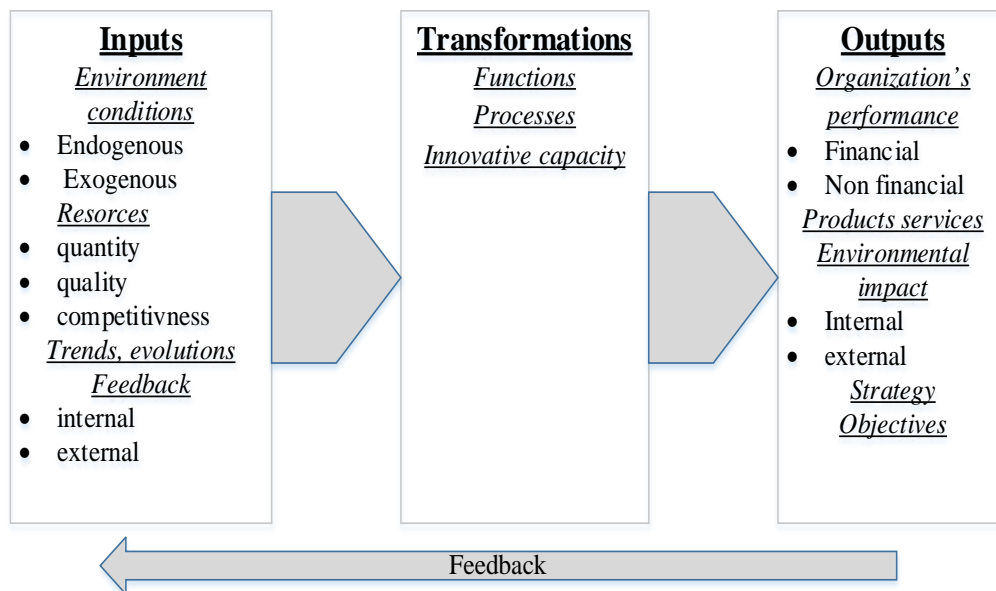 Inputs
Environment
conditions
• Endogenous
• Exogenous
Resorces
• quantity
• quality
• competitivness
Trends, evolutions
Feedback
• internal
• external
Transformations
Functions
Processes
Innovative capacity
Outputs
Organization’s
performance
• Financial
• Non financial
Products services
Environmental
impact
• Internal
• external
Strategy
Objectives
Feedback